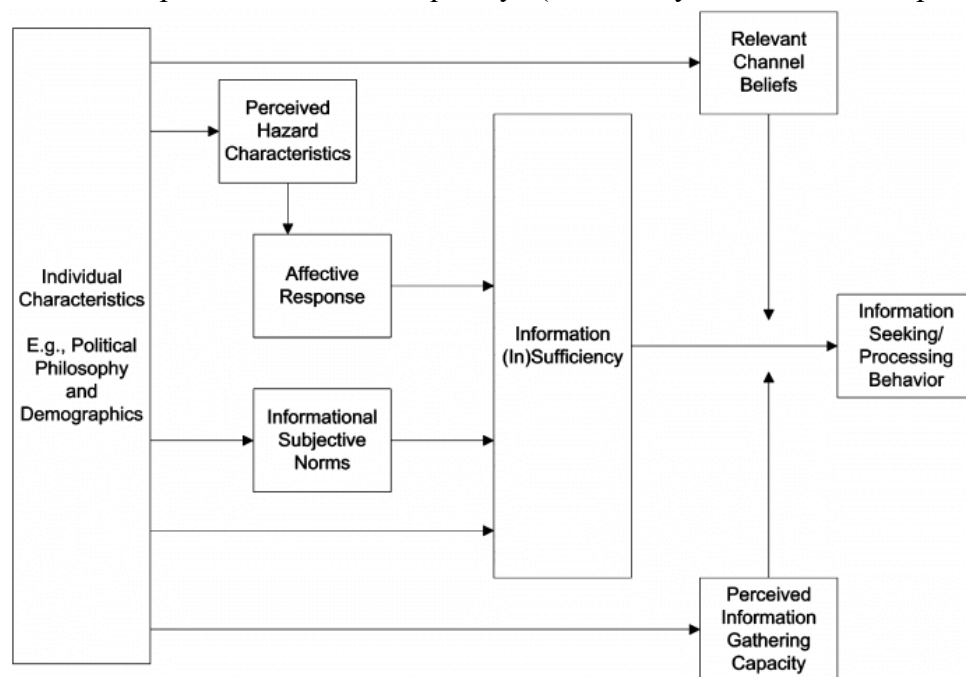 Relevant
Channel
Beliefs
Perceived
Hazard
Characteristics
Affective
Response
Individual
Characteristics
E.g., Political
Philosophy
and
Demographics
Information
(In)Sufficiency
Information
Seeking/
Processing
Behavior
Informational
Subjective
Norms
Perceived
Information
Gathering
Capacity